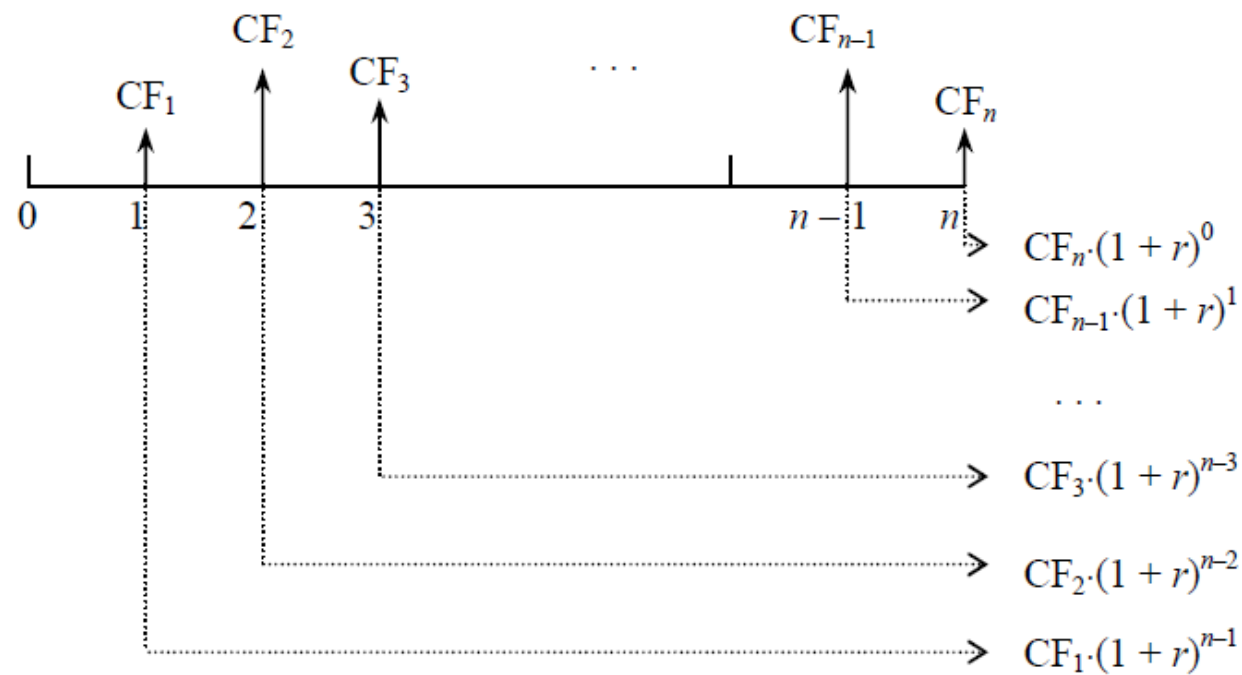 CF₂ CFₙ₋₁
CF₁ CF₃ . . . CFₙ
0 1 2 3 n – 1 n
CFₙ·(1 + r)⁰
CFₙ₋₁·(1 + r)¹
. . .
CF₃·(1 + r)ⁿ⁻³
CF₂·(1 + r)ⁿ⁻²
CF₁·(1 + r)ⁿ⁻¹